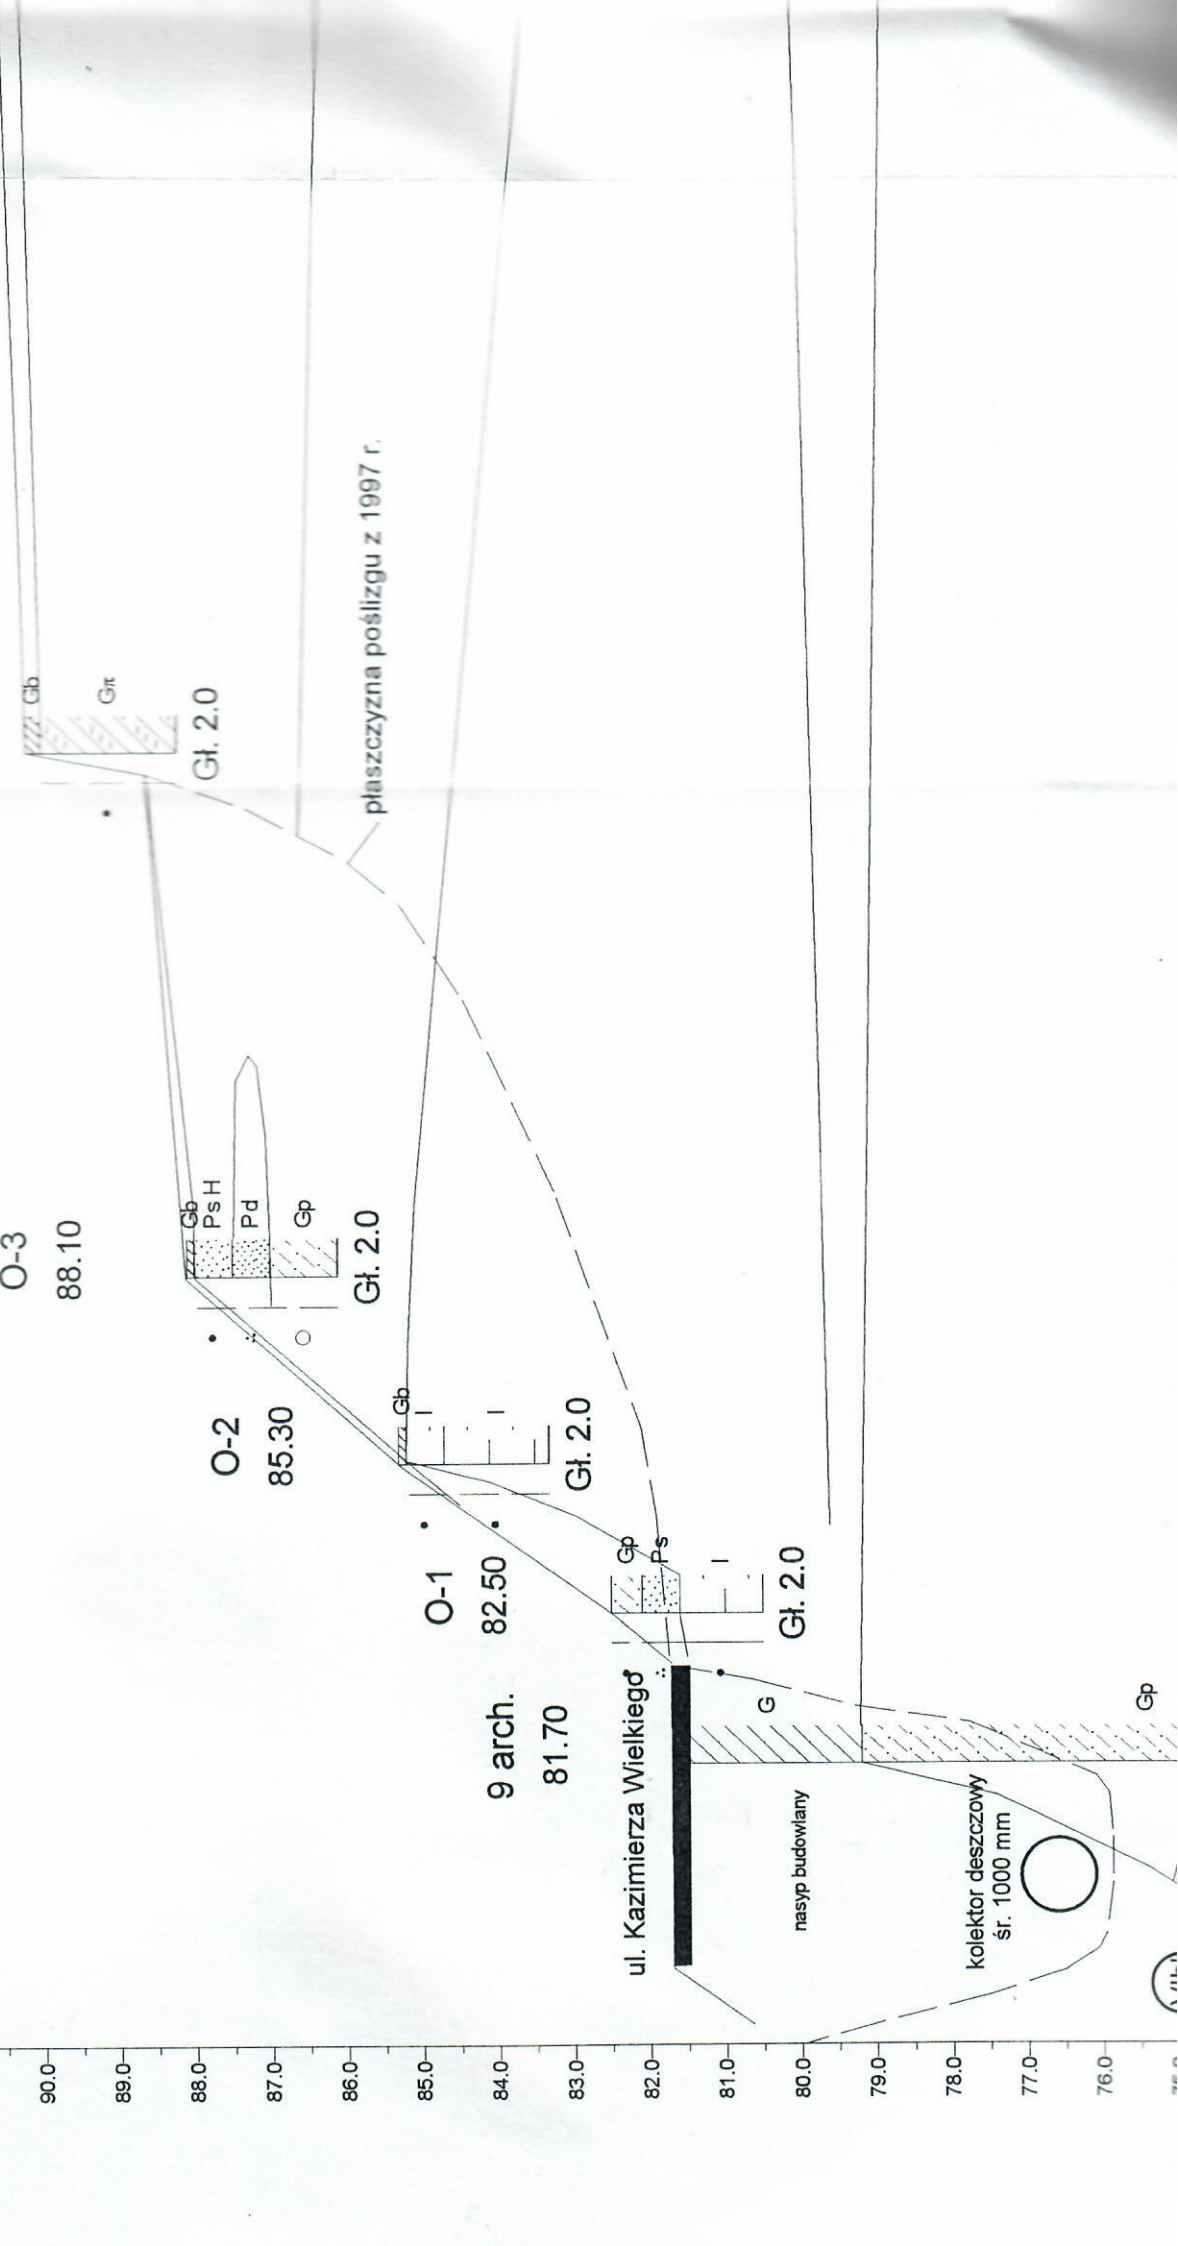 O-3
88.10
O-2
85.30
O-1
82.50
9 arch.
81.70
ul. Kazimierza Wielkiego
Gb
Gπ
Gł. 2.0
płaszczyzna poślizgu z 1997 r.
Gb
Ps H
Pd
Gp
Gł. 2.0
Gb
I
I
Gł. 2.0
Gp
Ps
I
Gł. 2.0
G
Gp
nasyp budowlany
kolektor deszczowy
śr. 1000 mm
90.0
89.0
88.0
87.0
86.0
85.0
84.0
83.0
82.0
81.0
80.0
79.0
78.0
77.0
76.0